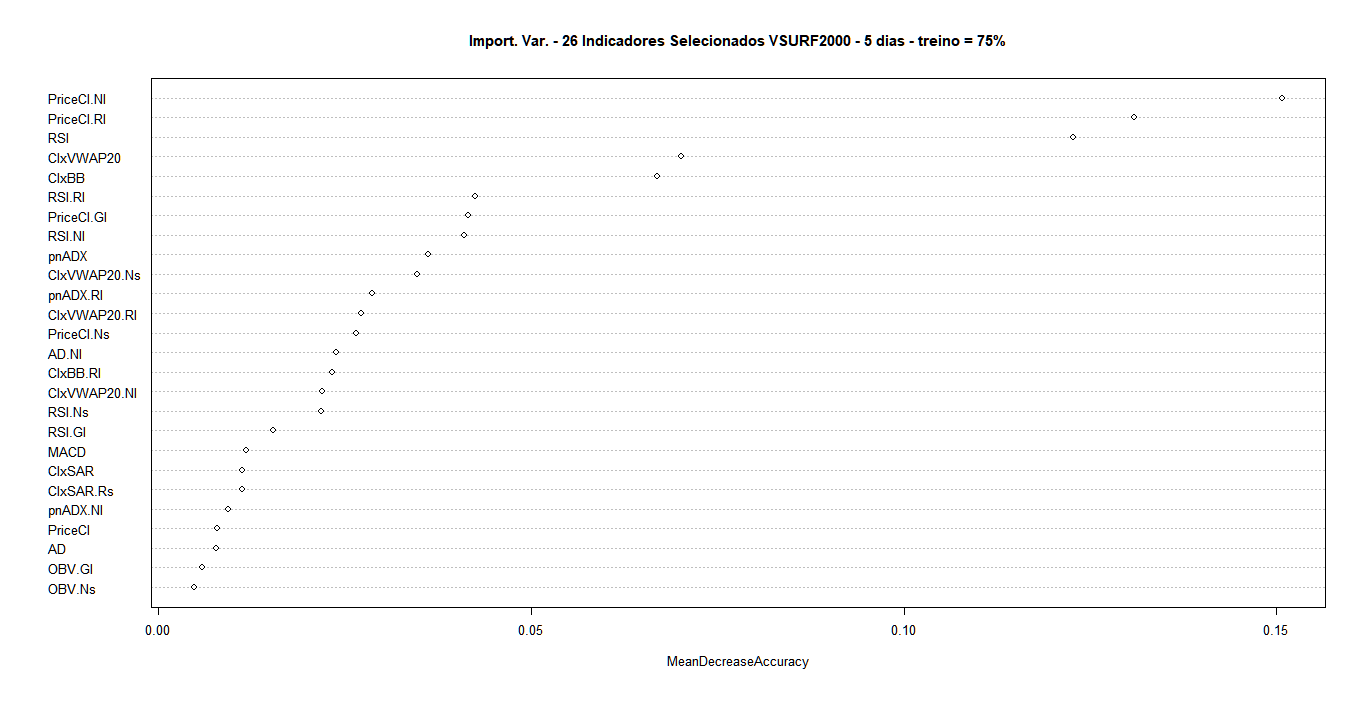 Import. Var. - 26 Indicadores Selecionados VSURF2000 - 5 dias - treino = 75%
PriceCl.Nl
PriceCl.Rl
RSI
ClxVWAP20
ClxBB
RSI.Rl
PriceCl.Gl
RSI.Nl
pnADX
ClxVWAP20.Ns
pnADX.Rl
ClxVWAP20.Rl
PriceCl.Ns
AD.Nl
ClxBB.Rl
ClxVWAP20.Nl
RSI.Ns
RSI.Gl
MACD
ClxSAR
ClxSAR.Rs
pnADX.Nl
PriceCl
AD
OBV.Gl
OBV.Ns
0.00 0.05 0.10 0.15
MeanDecreaseAccuracy